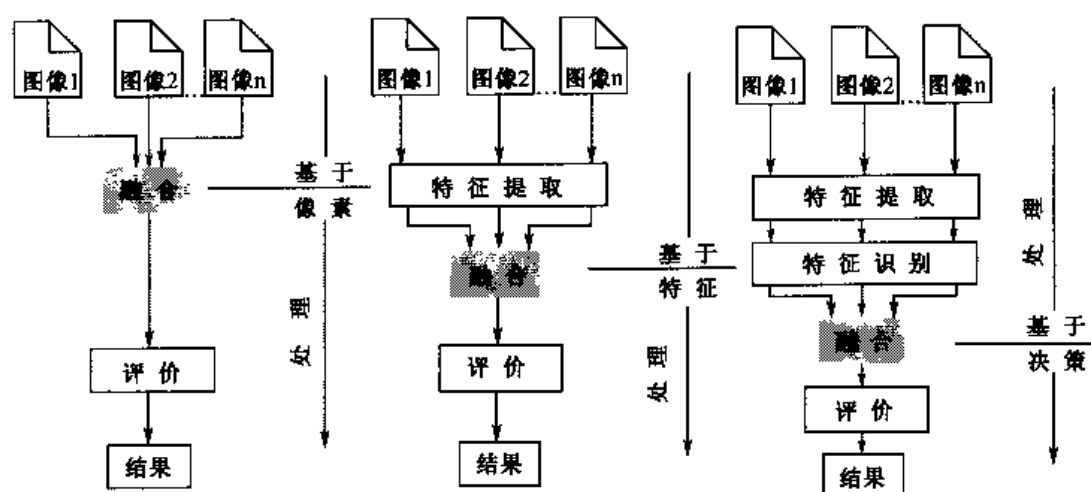 图像1
图像2
图像n
融合
基于
像素
处理
评价
结果
图像1
图像2
图像n
特征提取
融合
基于
特征
处理
评价
结果
图像1
图像2
图像n
特征提取
特征识别
处理
融合
基于
决策
评价
结果